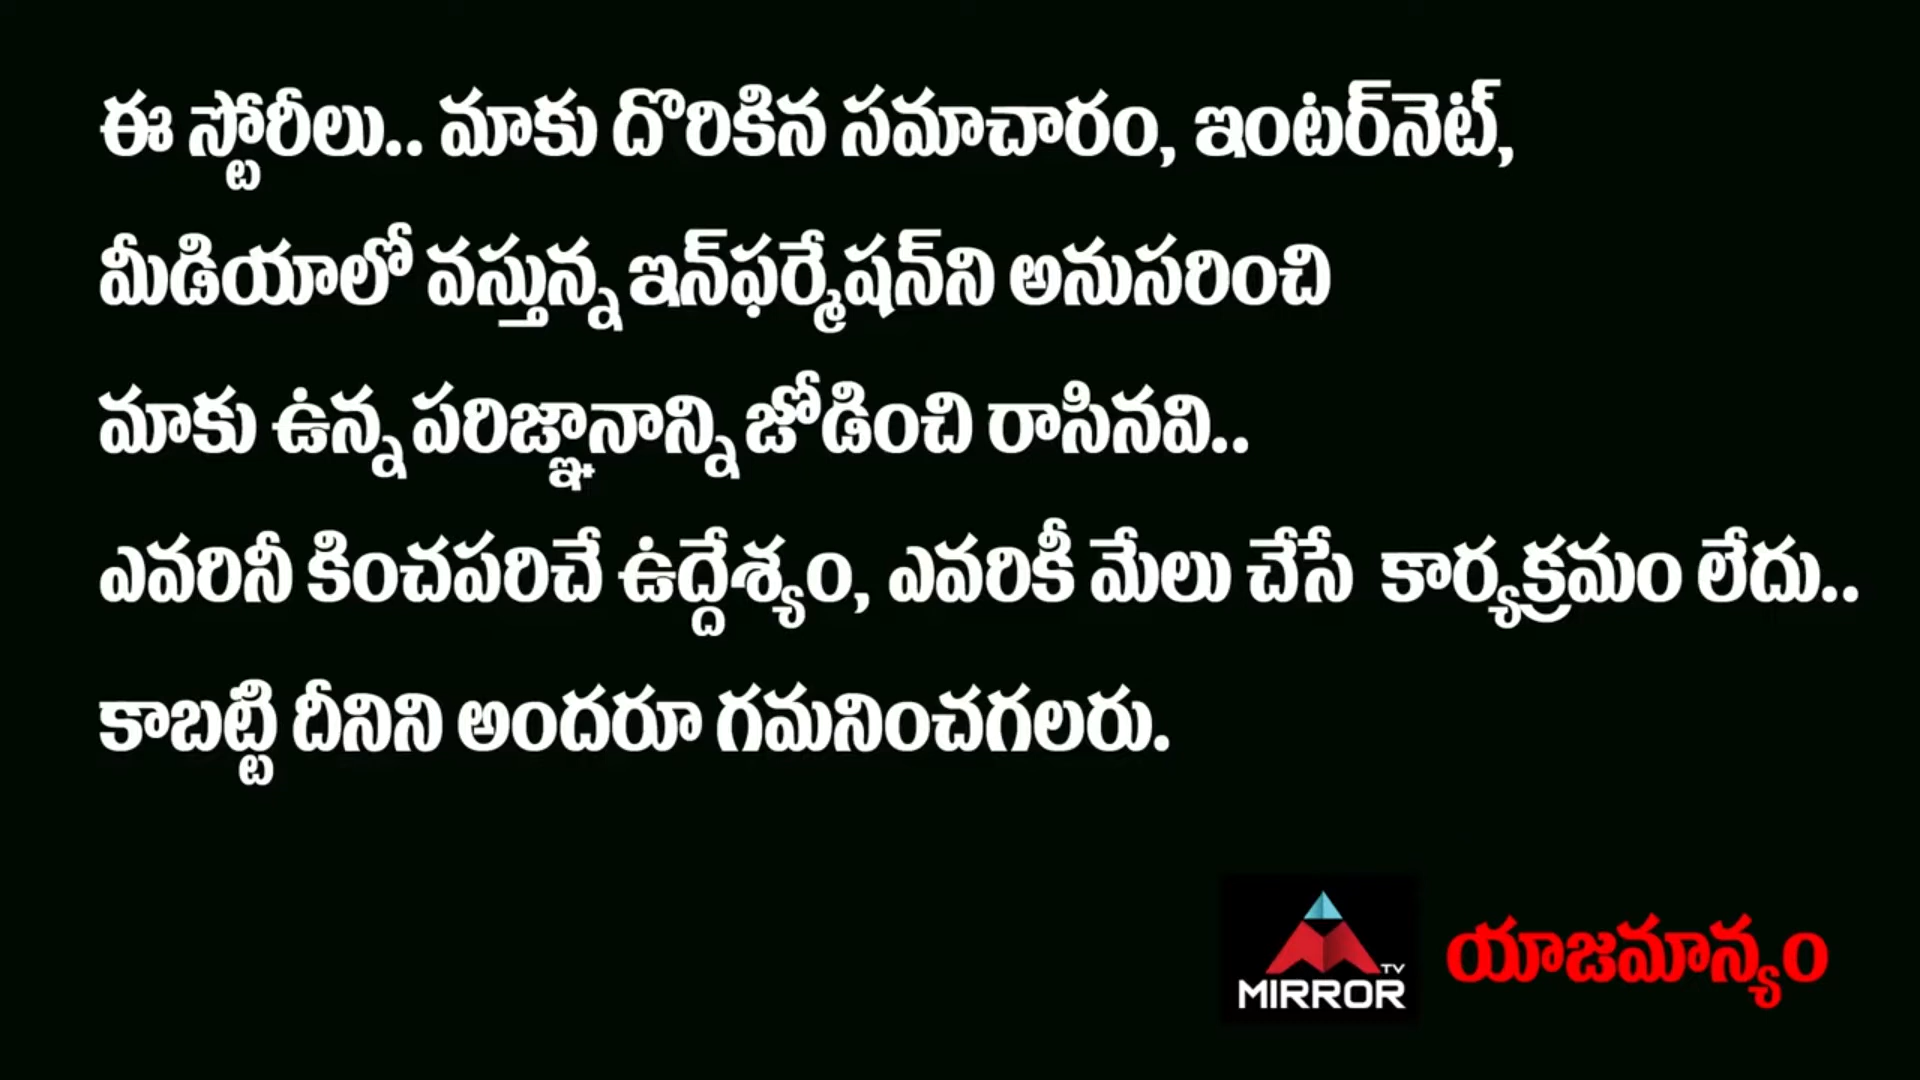 ఈ స్టోరీలు.. మాకు దొరికిన సమాచారం, ఇంటర్‌నెట్,
మీడియాలో వస్తున్న ఇన్‌ఫర్మేషన్‌ని అనుసరించి
మాకు ఉన్న పరిజ్ఞానాన్ని జోడించి రాసినవి..
ఎవరినీ కించపరిచే ఉద్దేశ్యం, ఎవరికీ మేలు చేసే కార్యక్రమం లేదు..
కాబట్టి దీనిని అందరూ గమనించగలరు.
TV
MIRROR యాజమాన్యం